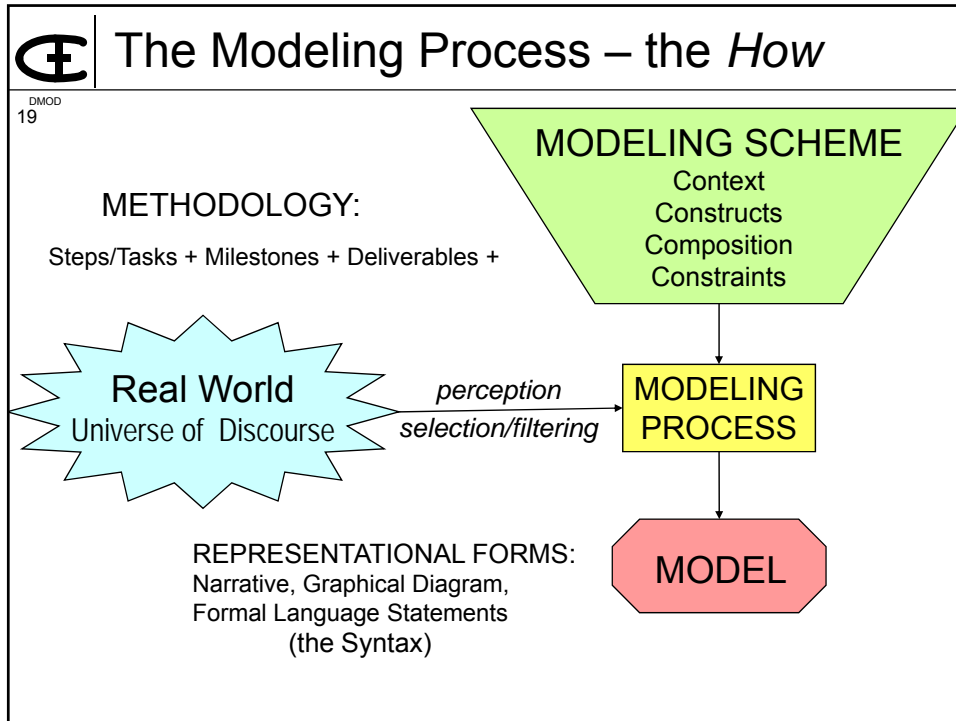 The Modeling Process – the How
DMOD
19
MODELING SCHEME
Context
Constructs
Composition
Constraints
METHODOLOGY:
Steps/Tasks + Milestones + Deliverables +
Real World
Universe of Discourse
perception
selection/filtering
MODELING
PROCESS
REPRESENTATIONAL FORMS:
Narrative, Graphical Diagram,
Formal Language Statements
(the Syntax)
MODEL